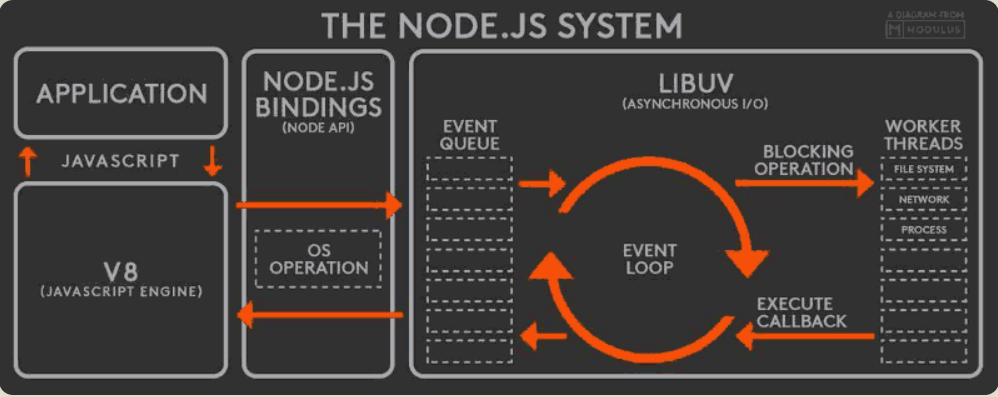 THE NODE.JS SYSTEM
A DIAGRAM FROM
MODULUS
APPLICATION
JAVASCRIPT
V8
(JAVASCRIPT ENGINE)
NODE.JS
BINDINGS
(NODE API)
OS
OPERATION
LIBUV
(ASYNCHRONOUS I/O)
EVENT
QUEUE
EVENT
LOOP
BLOCKING
OPERATION
EXECUTE
CALLBACK
WORKER
THREADS
FILE SYSTEM
NETWORK
PROCESS